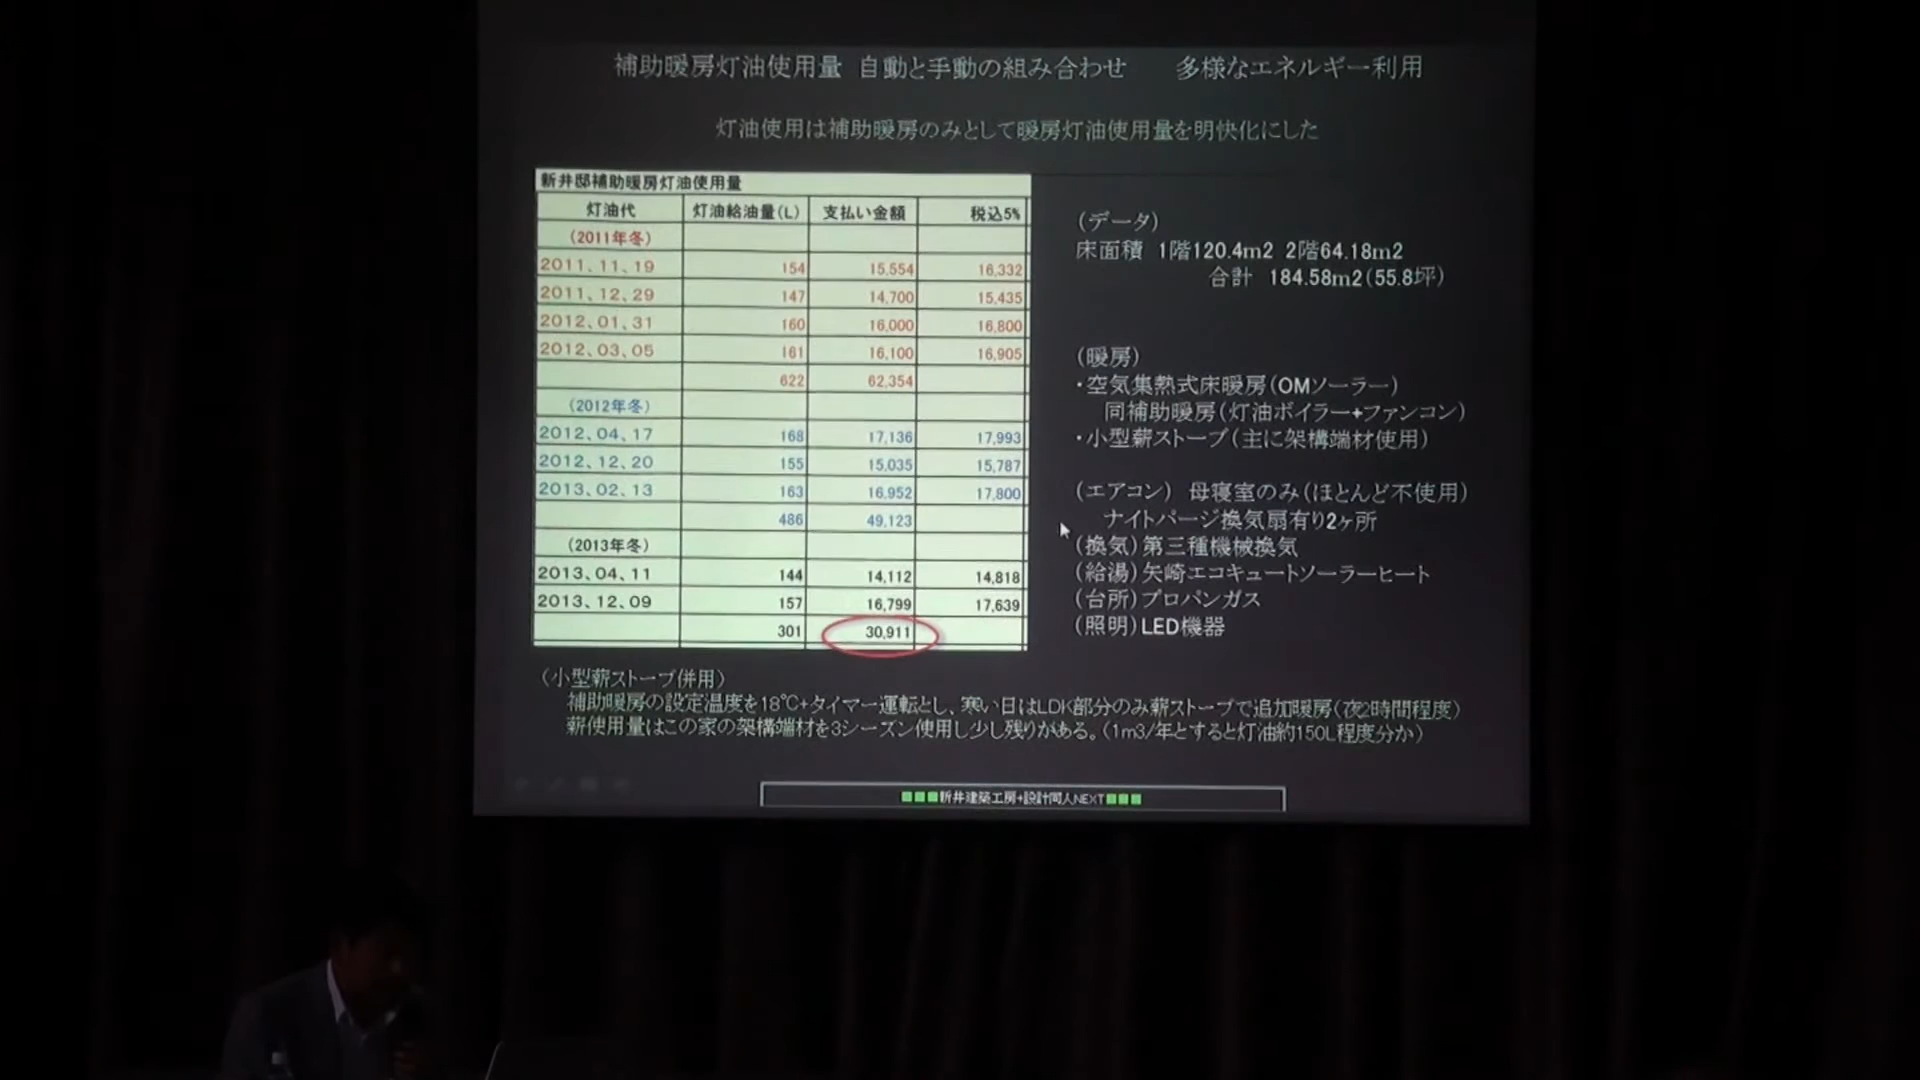 補助暖房灯油使用量 自動と手動の組み合わせ 多様なエネルギー利用
灯油使用は補助暖房のみとして暖房灯油使用量を明快化にした
新井邸補助暖房灯油使用量
灯油代 灯油給油量(L) 支払い金額 税込5%
(2011年冬)
2011、11、19 154 15,554 16,332
2011、12、29 147 14,700 15,435
2012、01、31 160 16,000 16,800
2012、03、05 161 16,100 16,905
622 62,354
(2012年冬)
2012、04、17 168 17,136 17,993
2012、12、20 155 15,035 15,787
2013、02、13 163 16,952 17,800
486 49,123
(2013年冬)
2013、04、11 144 14,112 14,818
2013、12、09 157 16,799 17,639
301 30,911
(データ)
床面積 1階120.4m2 2階64.18m2
合計 184.58m2(55.8坪)
(暖房)
・空気集熱式床暖房(OMソーラー)
同補助暖房(灯油ボイラー+ファンコン)
・小型薪ストーブ(主に架構端材使用)
(エアコン) 母寝室のみ(ほとんど不使用)
ナイトパージ換気扇有り2ヶ所
(換気)第三種機械換気
(給湯)矢崎エコキュートソーラーヒート
(台所)プロパンガス
(照明)LED機器
(小型薪ストーブ併用)
補助暖房の設定温度を18℃+タイマー運転とし、寒い日はLDK部分のみ薪ストーブで追加暖房(夜2時間程度)
薪使用量はこの家の架構端材を3シーズン使用し少し残りがある。(1m3/年とすると灯油約150L程度分か)
■■■新井建築工房+設計同人NEXT■■■